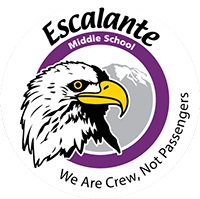 Escalante
Middle School
We Are Crew, Not Passengers